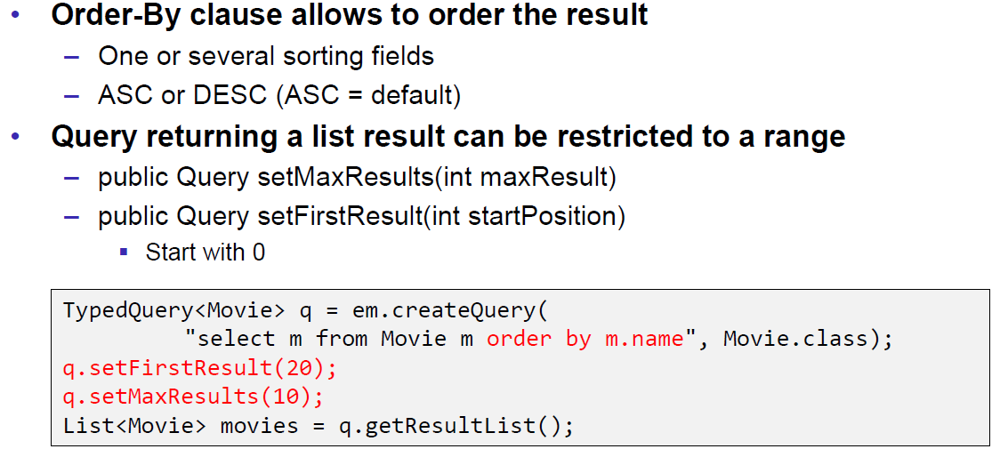 • Order-By clause allows to order the result
– One or several sorting fields
– ASC or DESC (ASC = default)
• Query returning a list result can be restricted to a range
– public Query setMaxResults(int maxResult)
– public Query setFirstResult(int startPosition)
▪ Start with 0
TypedQuery<Movie> q = em.createQuery(
"select m from Movie m order by m.name", Movie.class);
q.setFirstResult(20);
q.setMaxResults(10);
List<Movie> movies = q.getResultList();